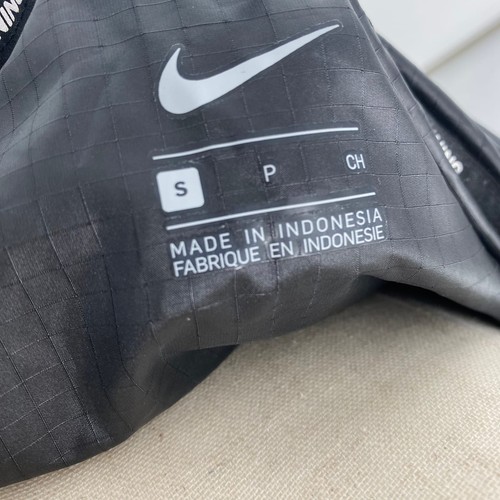 S P CH
MADE IN INDONESIA
FABRIQUE EN INDONESIE